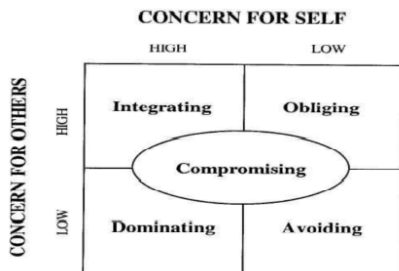 CONCERN FOR SELF
HIGH LOW
CONCERN FOR OTHERS
HIGH
Integrating Obliging
Compromising
LOW
Dominating Avoiding